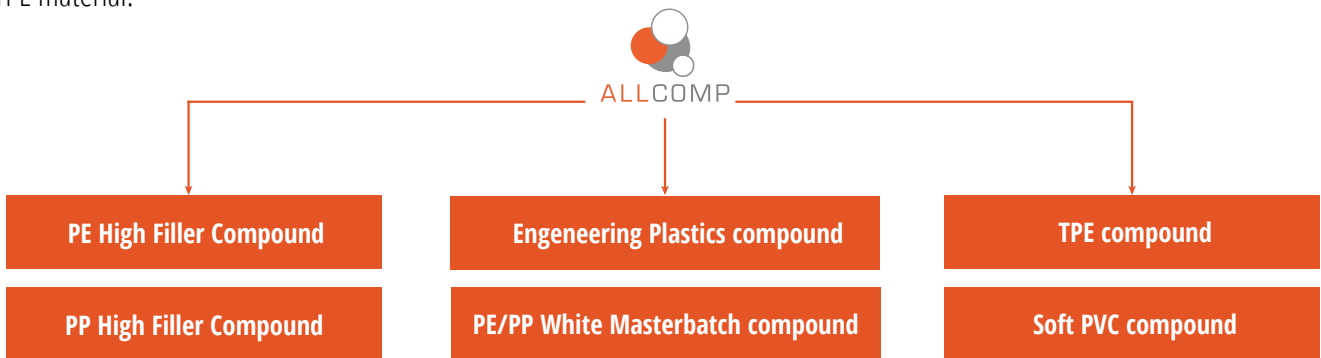 material.
ALLCOMP
PE High Filler Compound
Engeneering Plastics compound
TPE compound
PP High Filler Compound
PE/PP White Masterbatch compound
Soft PVC compound